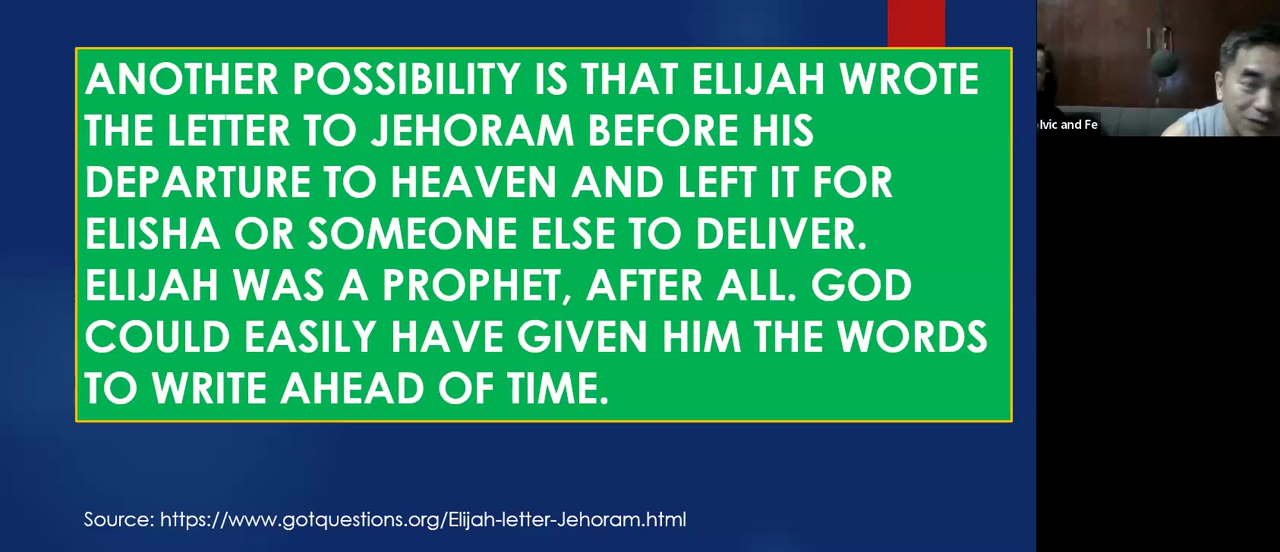 ANOTHER POSSIBILITY IS THAT ELIJAH WROTE
THE LETTER TO JEHORAM BEFORE HIS
DEPARTURE TO HEAVEN AND LEFT IT FOR
ELISHA OR SOMEONE ELSE TO DELIVER.
ELIJAH WAS A PROPHET, AFTER ALL. GOD
COULD EASILY HAVE GIVEN HIM THE WORDS
TO WRITE AHEAD OF TIME.
Source: https://www.gotquestions.org/Elijah-letter-Jehoram.html
lvic and Fe